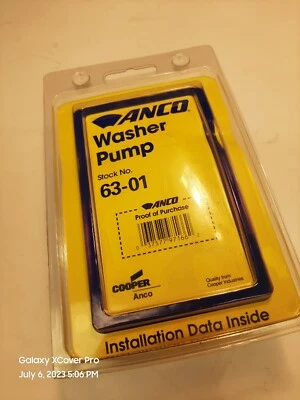 ANCO
Washer
Pump
Stock No.
63-01
ANCO
Proof of Purchase
COOPER
Anco
Quality from
Cooper Industries
Installation Data Inside
Galaxy XCover Pro
July 6, 2023 5:06 PM